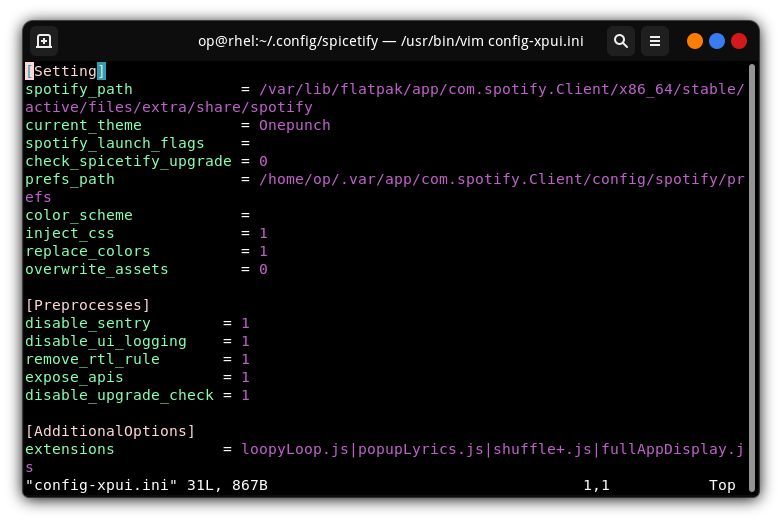 op@rhel:~/.config/spicetify — /usr/bin/vim config-xpui.ini
[Setting]
spotify_path            = /var/lib/flatpak/app/com.spotify.Client/x86_64/stable/
active/files/extra/share/spotify
current_theme           = Onepunch
spotify_launch_flags    =
check_spicetify_upgrade = 0
prefs_path              = /home/op/.var/app/com.spotify.Client/config/spotify/pr
efs
color_scheme            =
inject_css              = 1
replace_colors          = 1
overwrite_assets        = 0

[Preprocesses]
disable_sentry        = 1
disable_ui_logging    = 1
remove_rtl_rule       = 1
expose_apis           = 1
disable_upgrade_check = 1

[AdditionalOptions]
extensions            = loopyLoop.js|popupLyrics.js|shuffle+.js|fullAppDisplay.j
s
"config-xpui.ini" 31L, 867B                                   1,1           Top